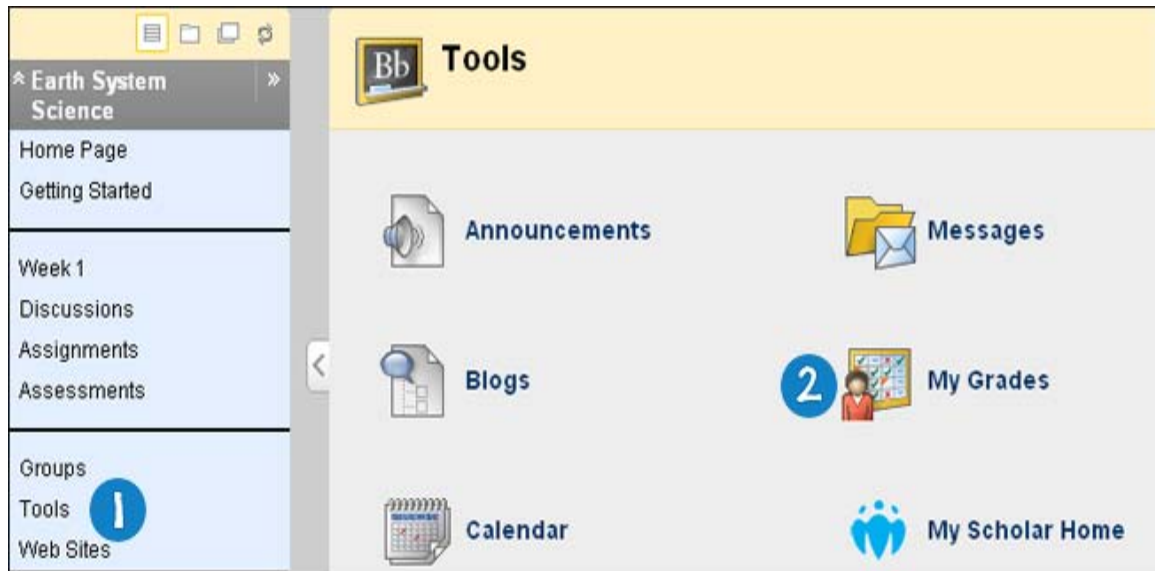 Earth System
Science
Home Page
Getting Started
Week 1
Discussions
Assignments
Assessments
Groups
Tools
1
Web Sites
Bb
Tools
Announcements
Messages
Blogs
2
My Grades
Calendar
My Scholar Home